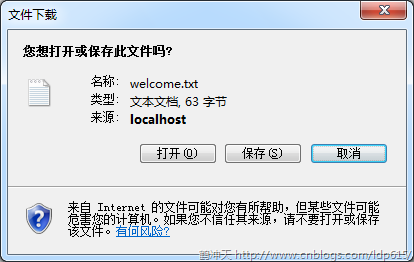 文件下载
您想打开或保存此文件吗?
名称: welcome.txt
类型: 文本文档, 63 字节
来源: localhost
打开(O) 保存(S) 取消
来自 Internet 的文件可能对您有所帮助，但某些文件可能
危害您的计算机。如果您不信任其来源，请不要打开或保存
该文件。有何风险?
鹤冲天 http://www.cnblogs.com/ldp615/